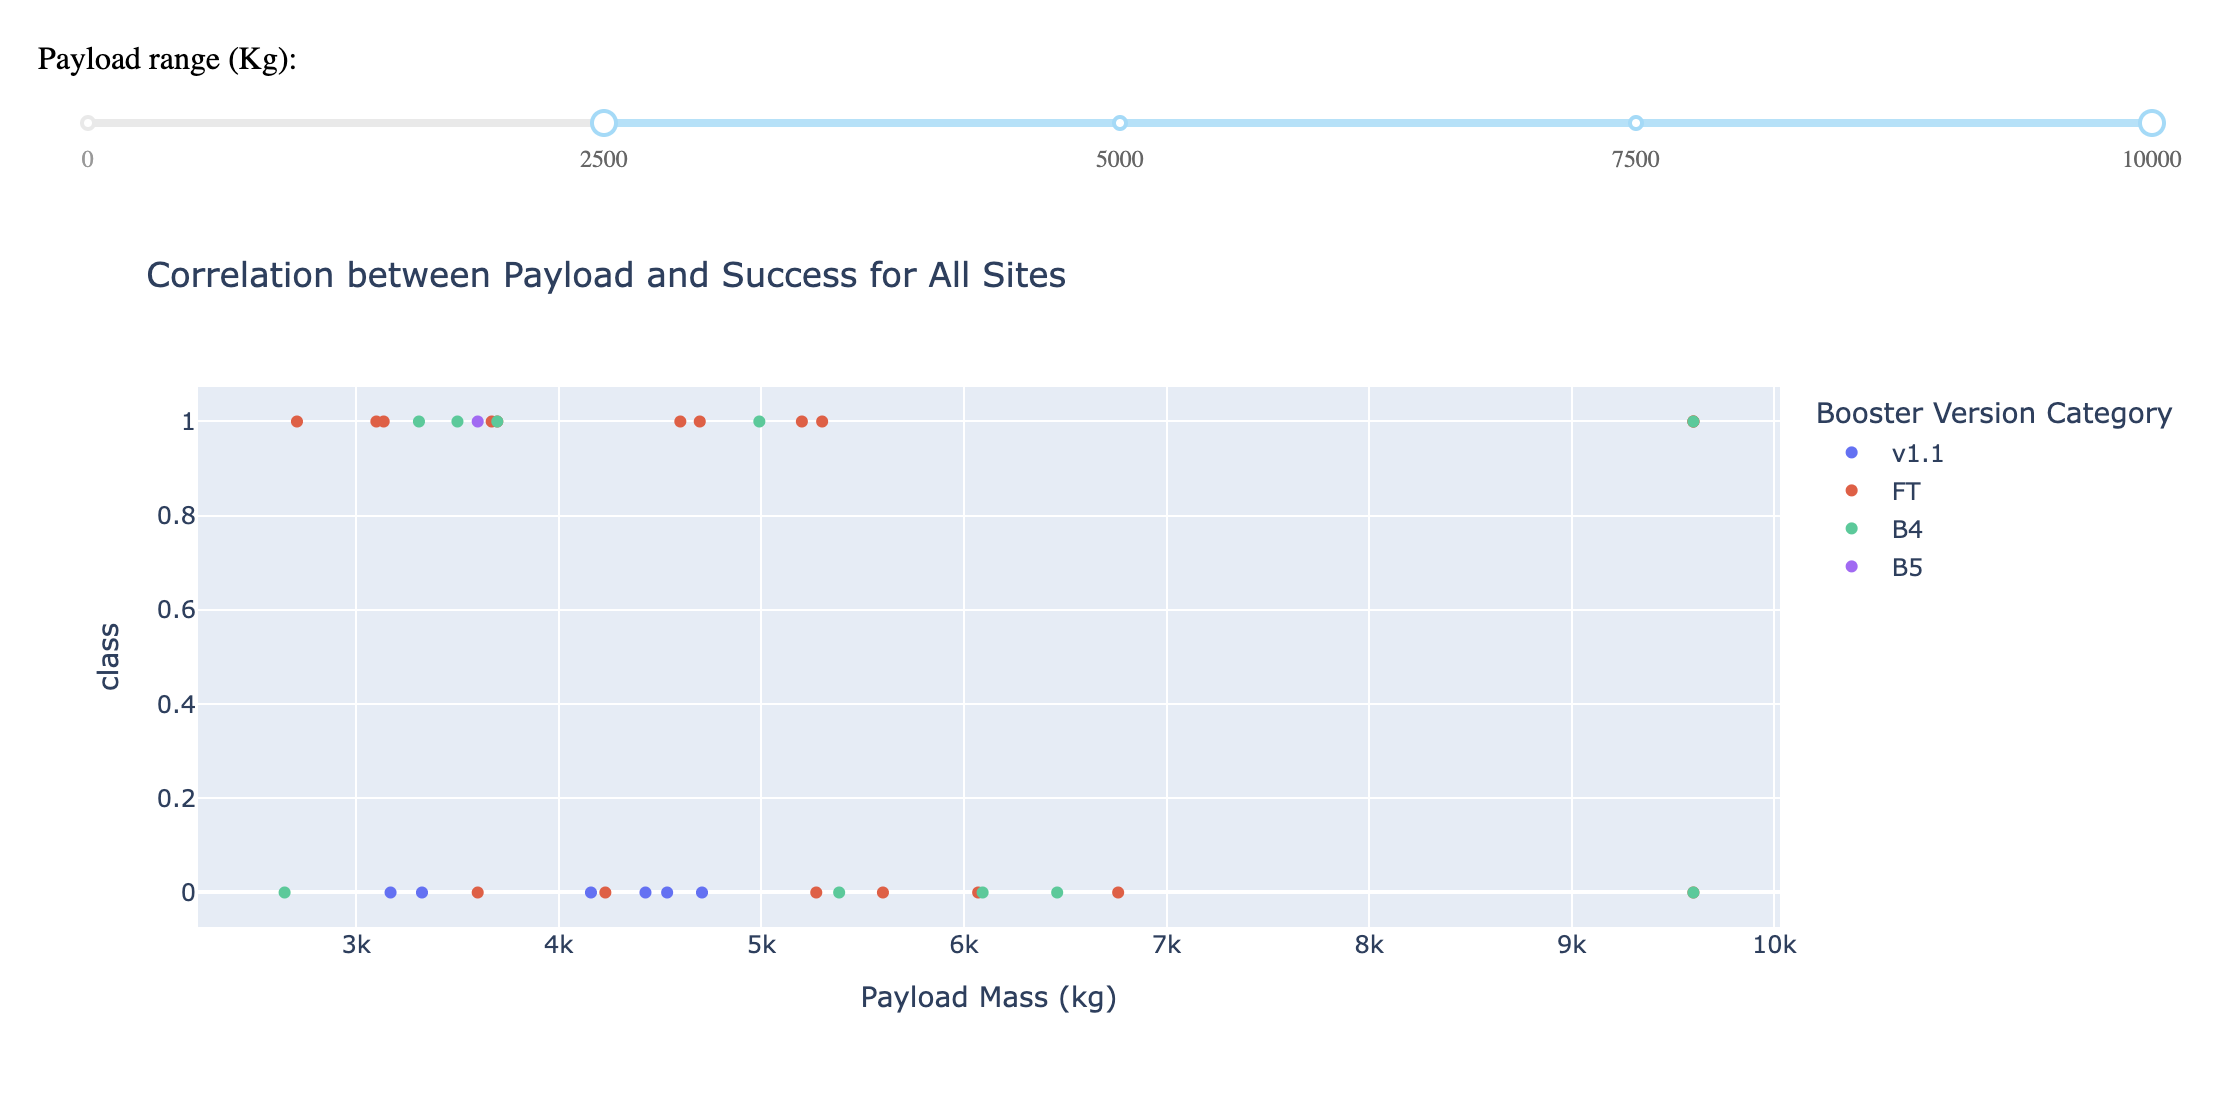 Payload range (Kg):
0 2500 5000 7500 10000
Correlation between Payload and Success for All Sites
Booster Version Category
v1.1
FT
B4
B5
1
0.8
0.6
0.4
0.2
0
class
3k 4k 5k 6k 7k 8k 9k 10k
Payload Mass (kg)